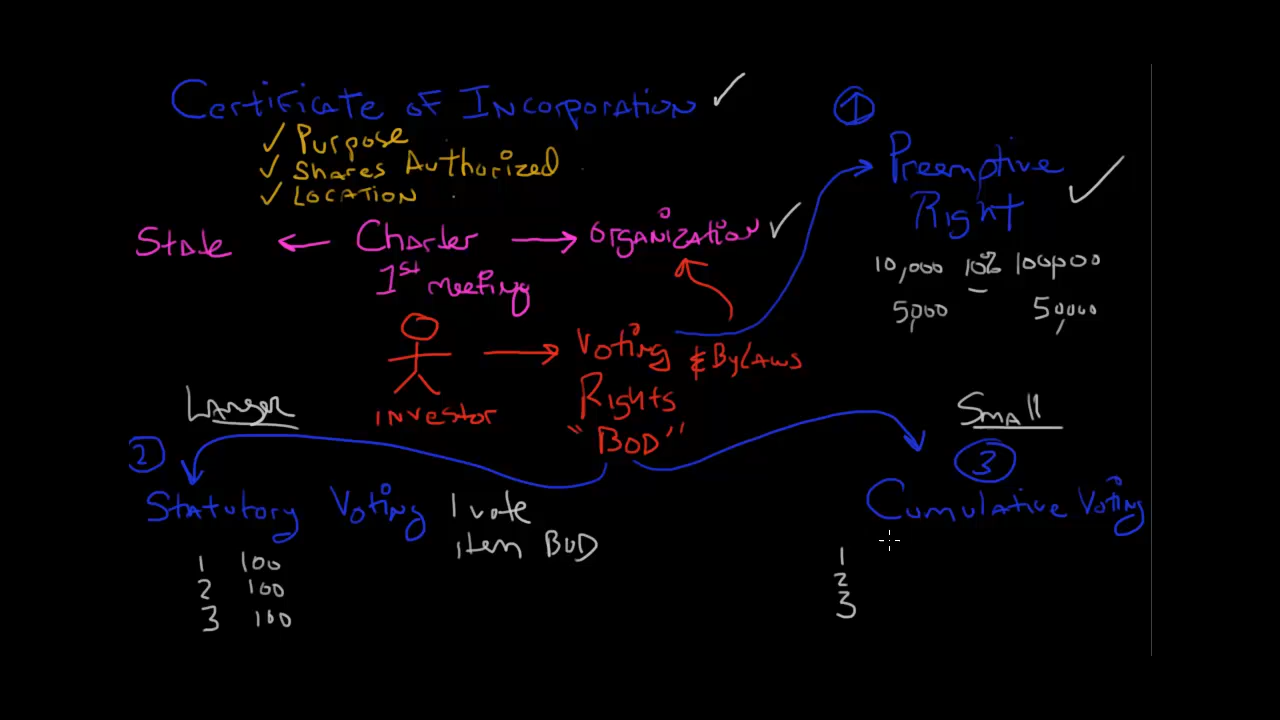 Certificate of Incorporation
✓ Purpose
✓ Shares Authorized
✓ Location
State ← Charter → Organization
1st meeting
Investor → Voting & Bylaws
Rights
"BOD"
1
Preemptive
Right
10,000 10% 100,000
5,000 50,000
Larger
2
Statutory Voting
1 vote
item BOD
1 100
2 100
3 100
Small
3
Cumulative Voting
1
2
3